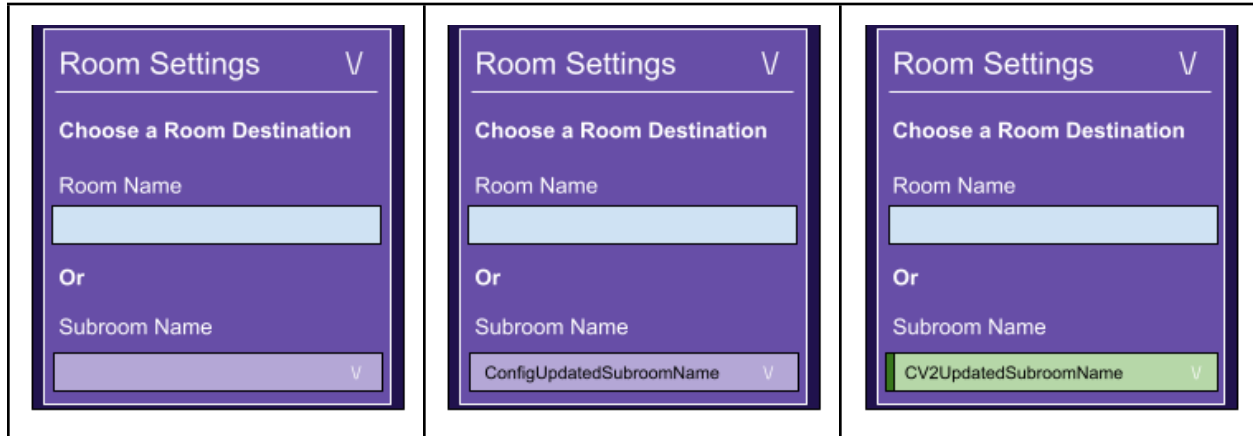 Room Settings V
Choose a Room Destination
Room Name
Or
Subroom Name
V
Room Settings V
Choose a Room Destination
Room Name
Or
Subroom Name
ConfigUpdatedSubroomName V
Room Settings V
Choose a Room Destination
Room Name
Or
Subroom Name
CV2UpdatedSubroomName V